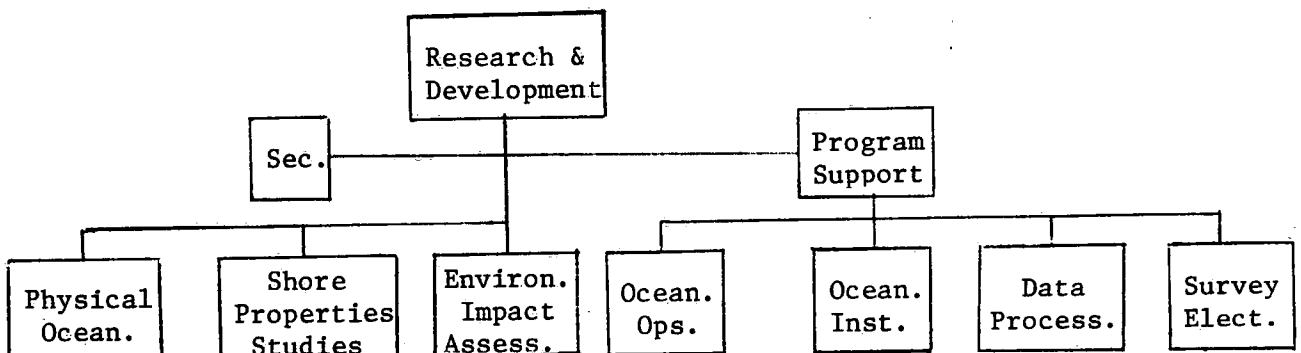 Research &
Development
Sec.
Program
Support
Physical
Ocean.
Shore
Properties
Studies
Environ.
Impact
Assess.
Ocean.
Ops.
Ocean.
Inst.
Data
Process.
Survey
Elect.